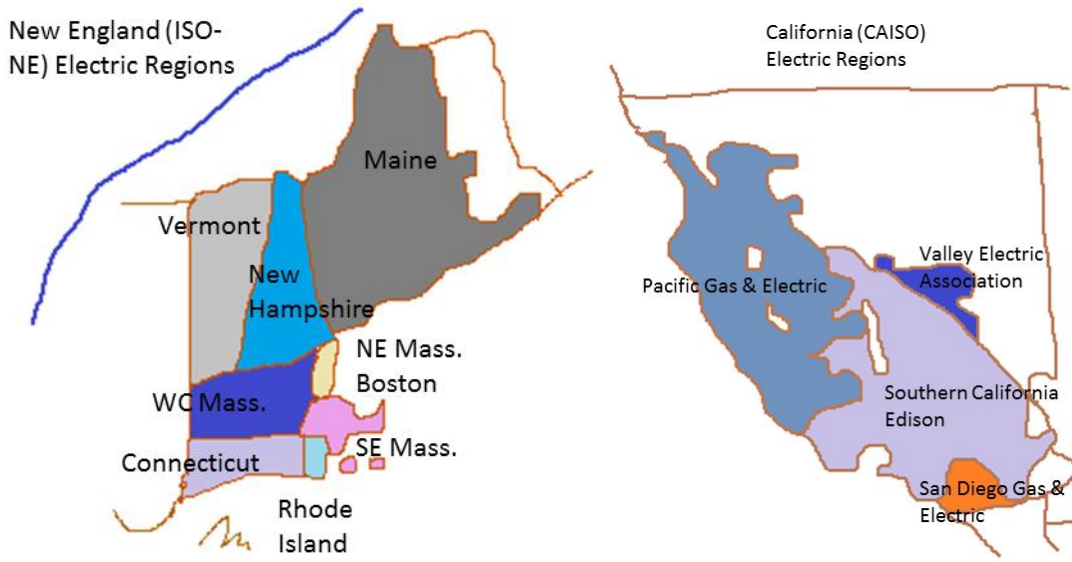 New England (ISO-
NE) Electric Regions
Maine
Vermont
New
Hampshire
NE Mass.
Boston
WC Mass.
SE Mass.
Connecticut
Rhode
Island
California (CAISO)
Electric Regions
Valley Electric
Association
Pacific Gas & Electric
Southern California
Edison
San Diego Gas &
Electric